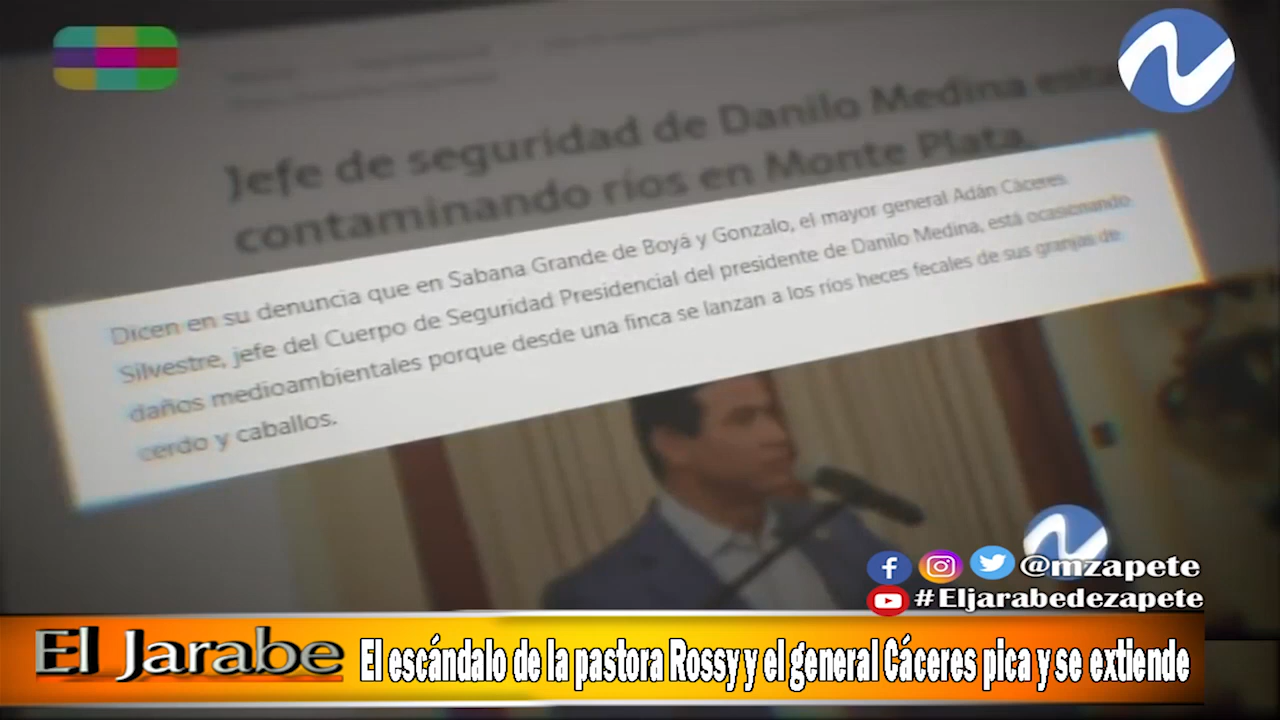 Jefe de seguridad de Danilo Medina
contaminando ríos en Monte Plata.
Dicen en su denuncia que en Sabana Grande de Boyá y Gonzalo, el mayor general Adán Cáceres
Silvestre, jefe del Cuerpo de Seguridad Presidencial del presidente de Danilo Medina, está ocasionando
daños medioambientales porque desde una finca se lanzan a los ríos heces fecales de sus granjas de
cerdo y caballos.
@mzapete
#Eljarabedezapete
El Jarabe
El escándalo de la pastora Rossy y el general Cáceres pica y se extiende